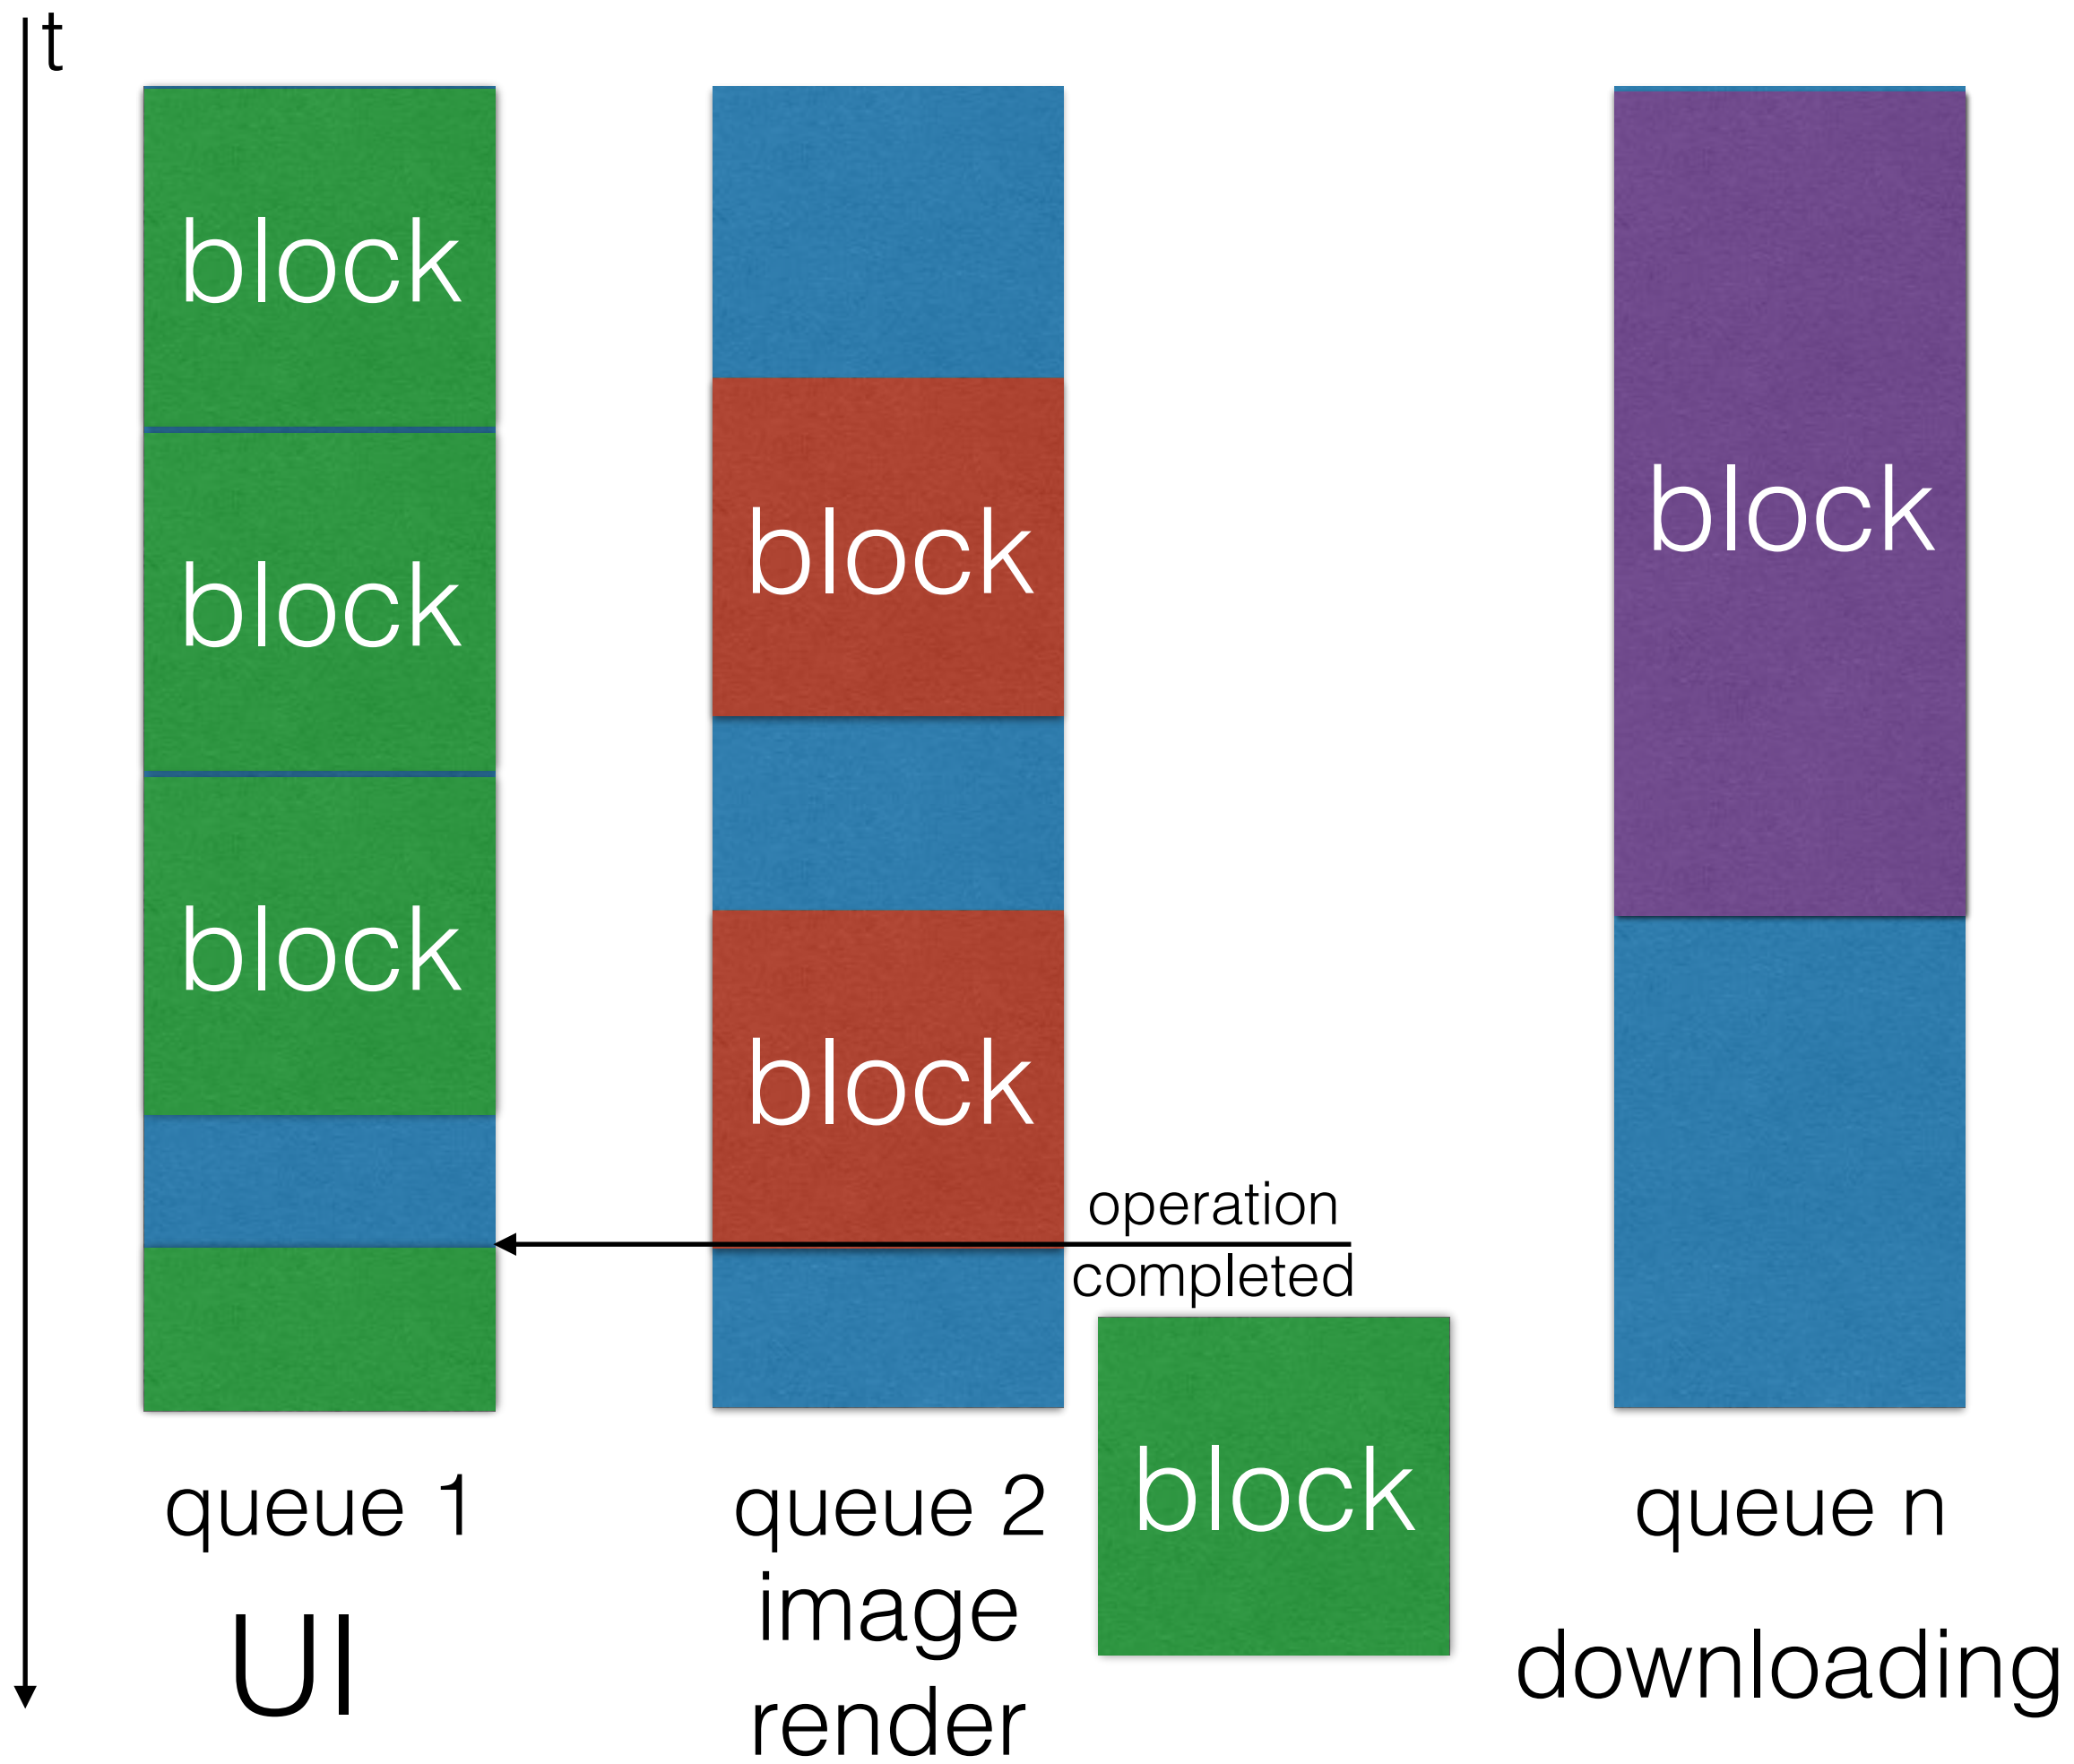 t
block
block
block
block
block
block
operation
completed
block
queue 1
UI
queue 2
image
render
queue n
downloading